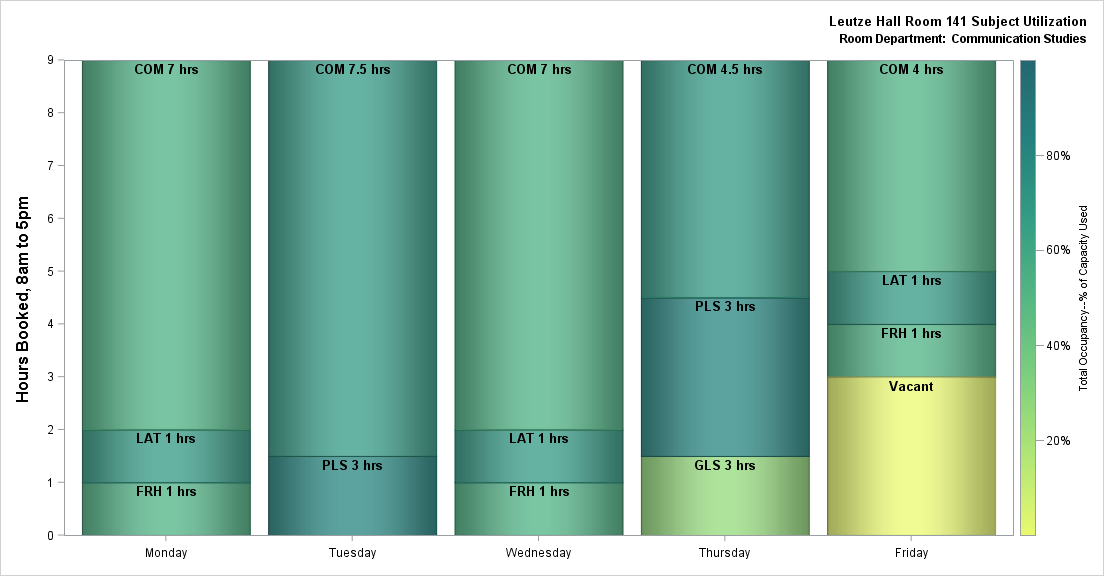 Leutze Hall Room 141 Subject Utilization
Room Department: Communication Studies
Hours Booked, 8am to 5pm
9
8
7
6
5
4
3
2
1
0
COM 7 hrs
LAT 1 hrs
FRH 1 hrs
COM 7.5 hrs
PLS 3 hrs
COM 7 hrs
LAT 1 hrs
FRH 1 hrs
COM 4.5 hrs
PLS 3 hrs
GLS 3 hrs
COM 4 hrs
LAT 1 hrs
FRH 1 hrs
Vacant
Monday
Tuesday
Wednesday
Thursday
Friday
80%
60%
40%
20%
Total Occupancy--% of Capacity Used